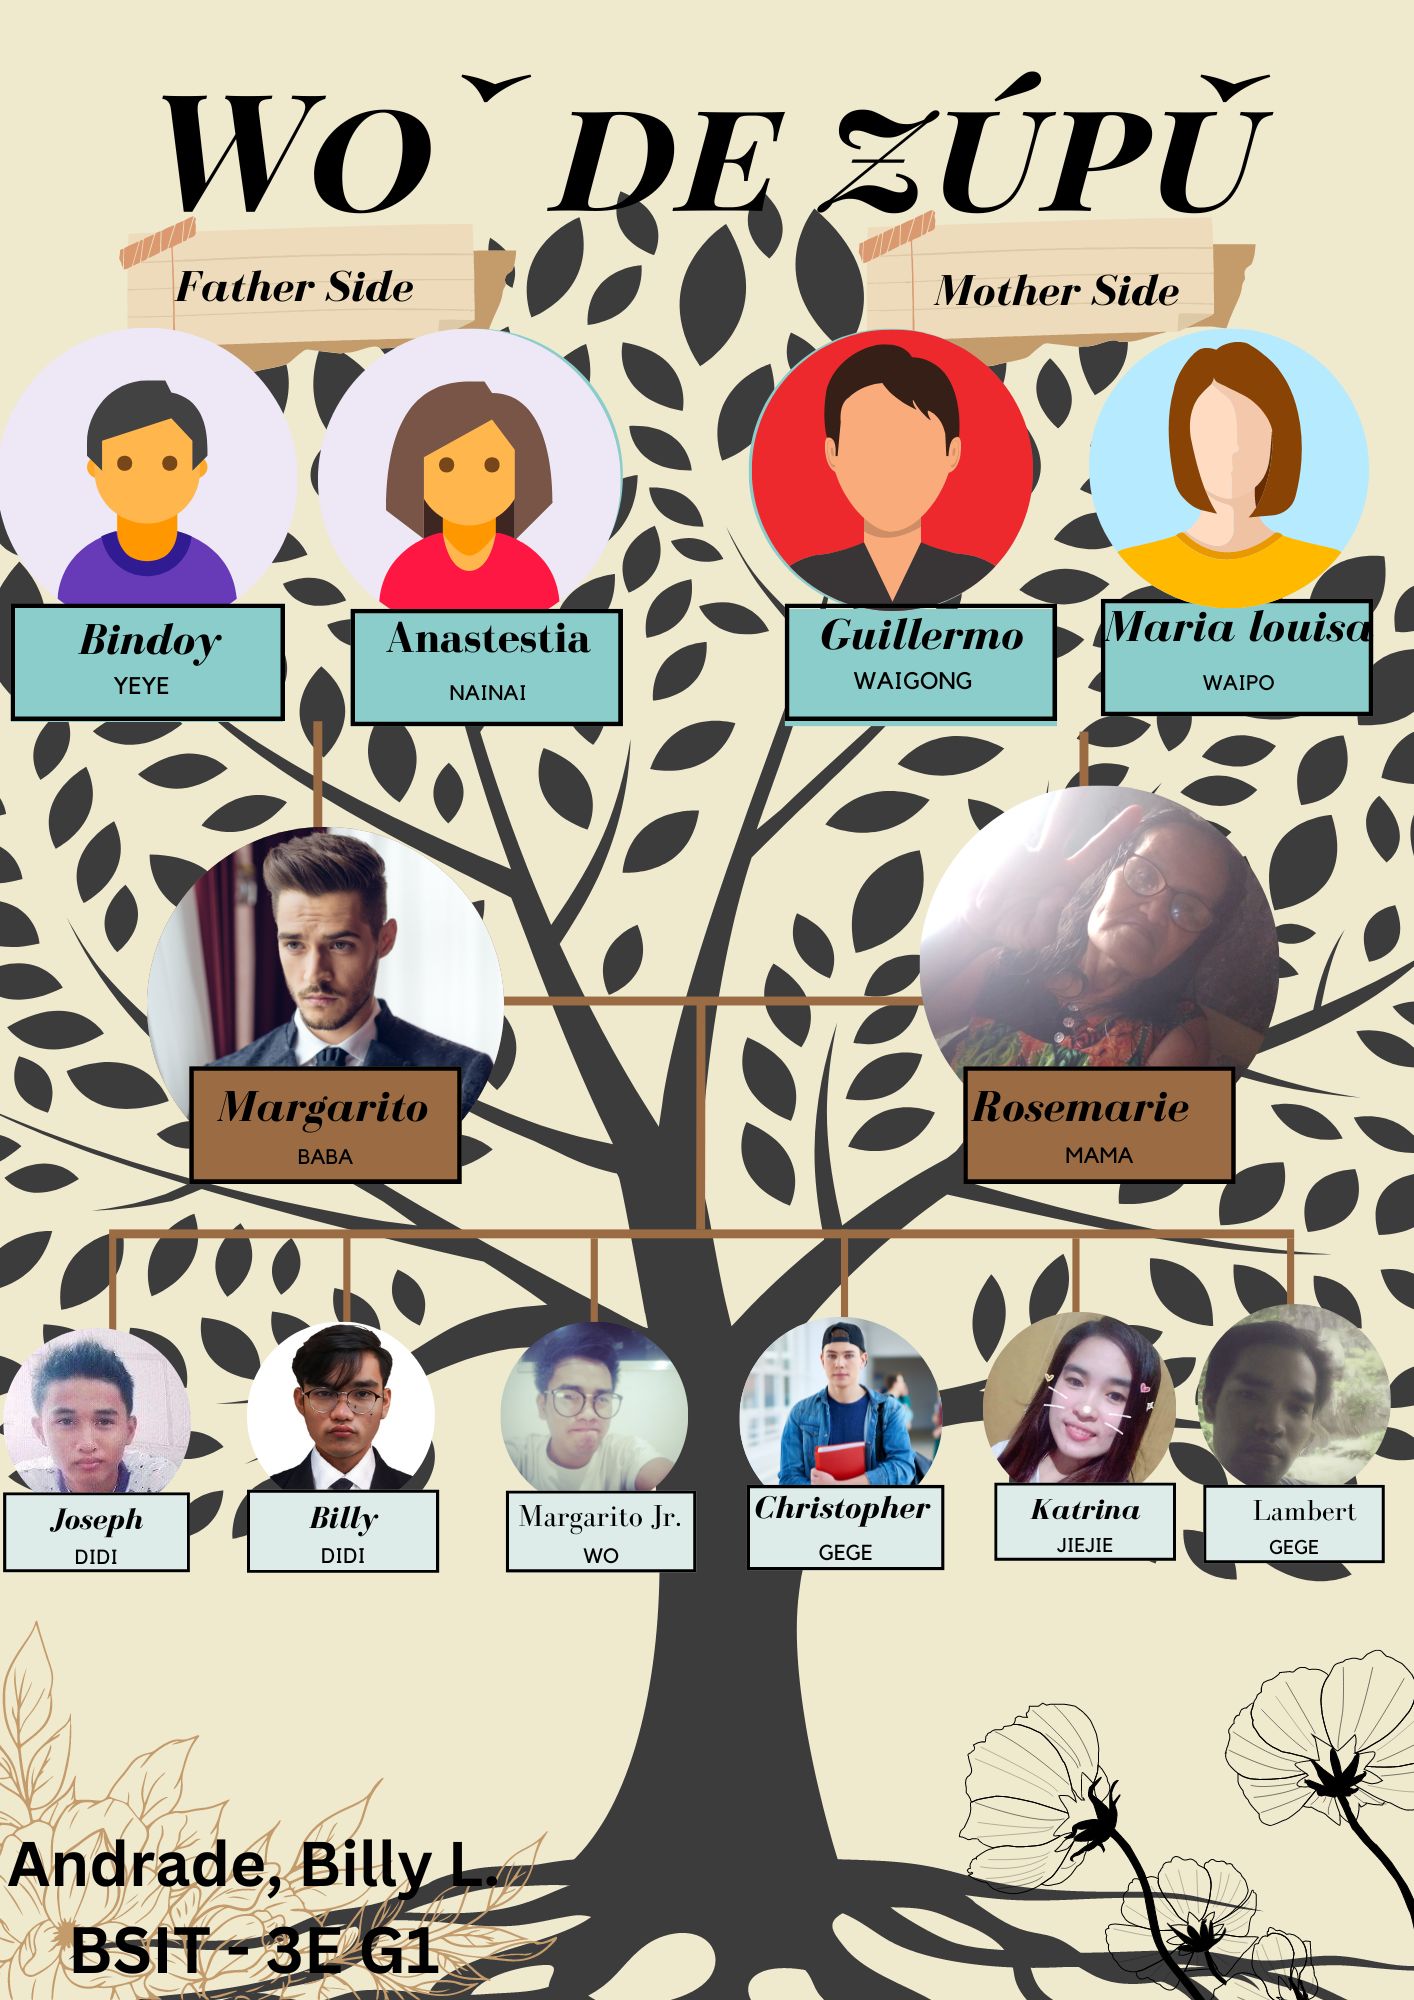 WO ˇ DE ZÚPǓ
Father Side
Mother Side
Bindoy
YEYE
Anastestia
NAINAI
Guillermo
WAIGONG
Maria louisa
WAIPO
Margarito
BABA
Rosemarie
MAMA
Joseph
DIDI
Billy
DIDI
Margarito Jr.
WO
Christopher
GEGE
Katrina
JIEJIE
Lambert
GEGE
Andrade, Billy L.
BSIT - 3E G1